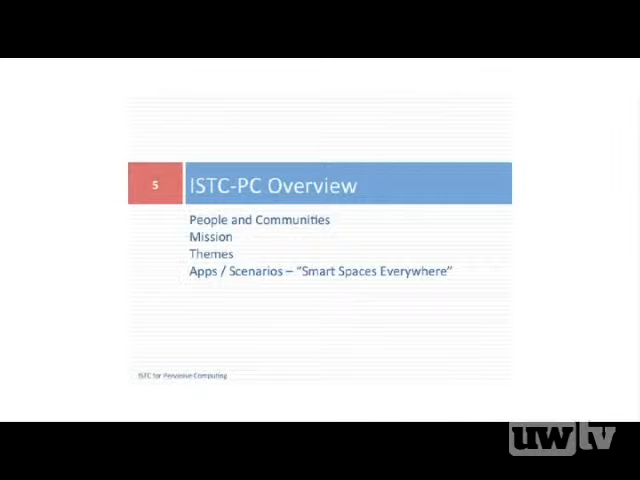 5
ISTC-PC Overview
People and Communities
Mission
Themes
Apps / Scenarios – “Smart Spaces Everywhere”
ISTC for Pervasive Computing
uwtv